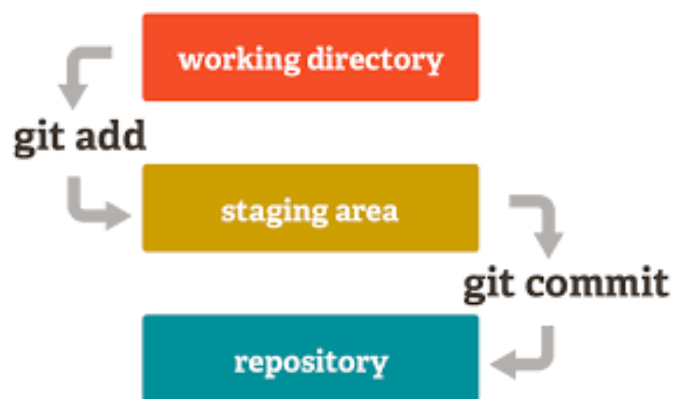 working directory
git add
staging area
git commit
repository